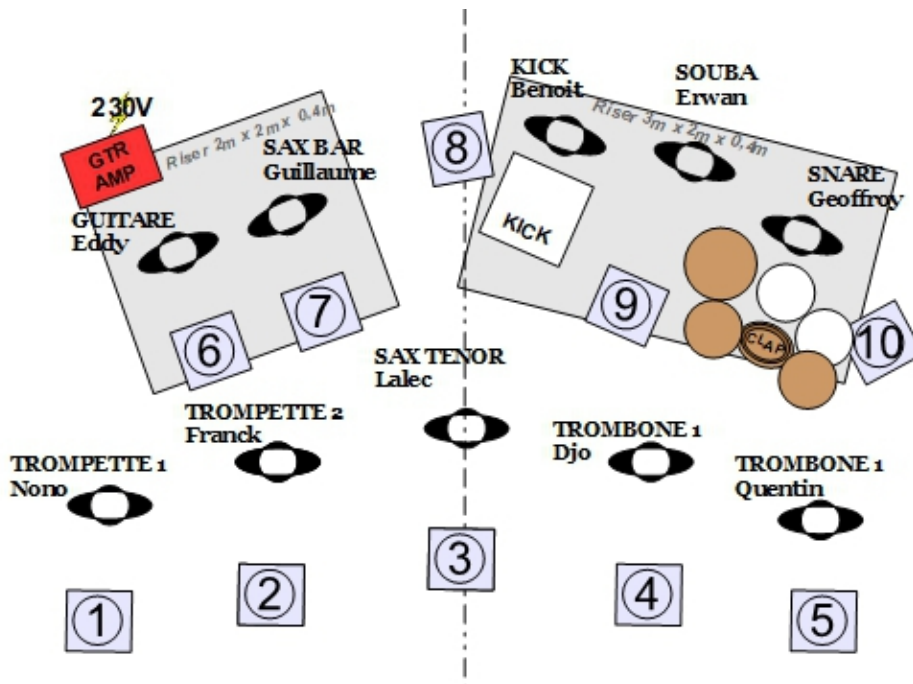 KICK
Benoit
SOUBA
Erwan
230V
GTR
AMP
Riser 2m x 2m x 0.4m
SAX BAR
Guillaume
8
Riser 3m x 2m x 0,4m
SNARE
Geoffroy
GUITARE
Eddy
KICK
6
7
9
CLAP
10
SAX TENOR
Lalec
TROMPETTE 2
Franck
TROMBONE 1
Djo
TROMPETTE 1
Nono
TROMBONE 1
Quentin
1
2
3
4
5